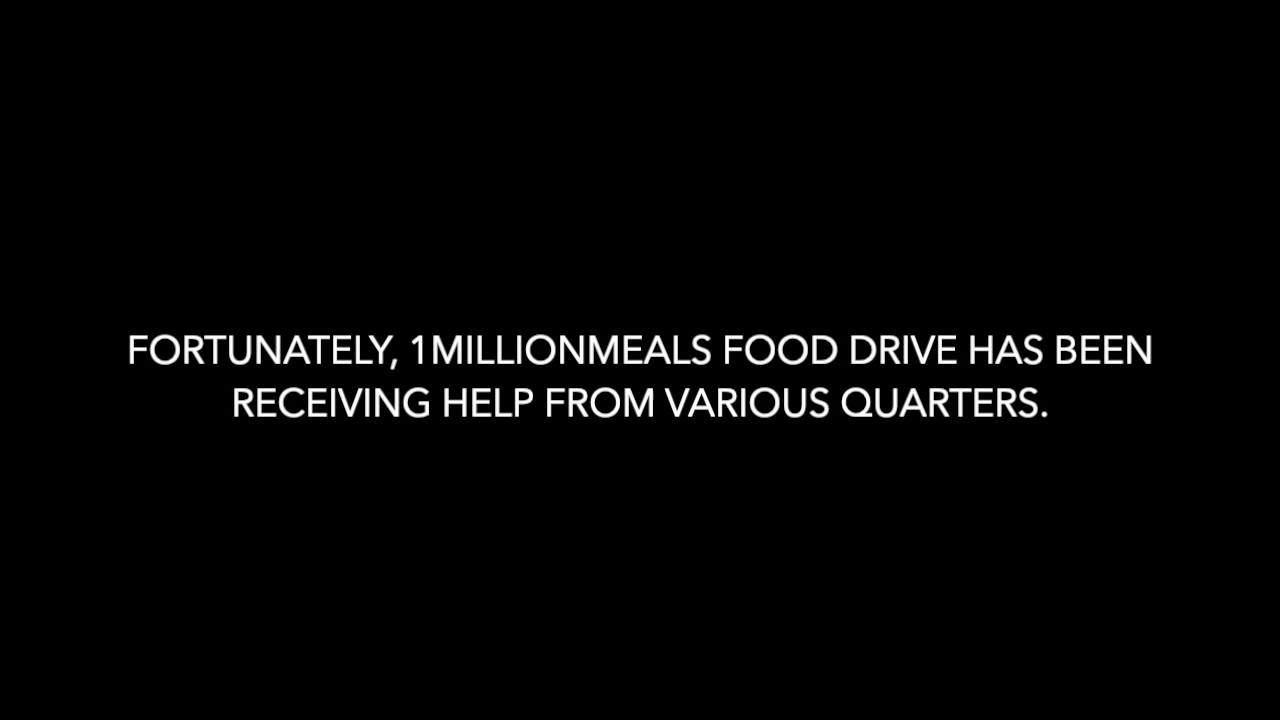 FORTUNATELY, 1MILLIONMEALS FOOD DRIVE HAS BEEN
RECEIVING HELP FROM VARIOUS QUARTERS.